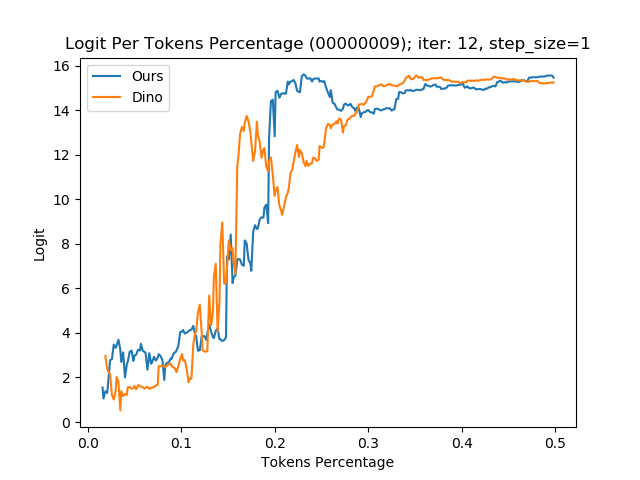 Logit Per Tokens Percentage (00000009); iter: 12, step_size=1
Ours
Dino
16
14
12
10
8
6
4
2
0
Logit
0.0 0.1 0.2 0.3 0.4 0.5
Tokens Percentage